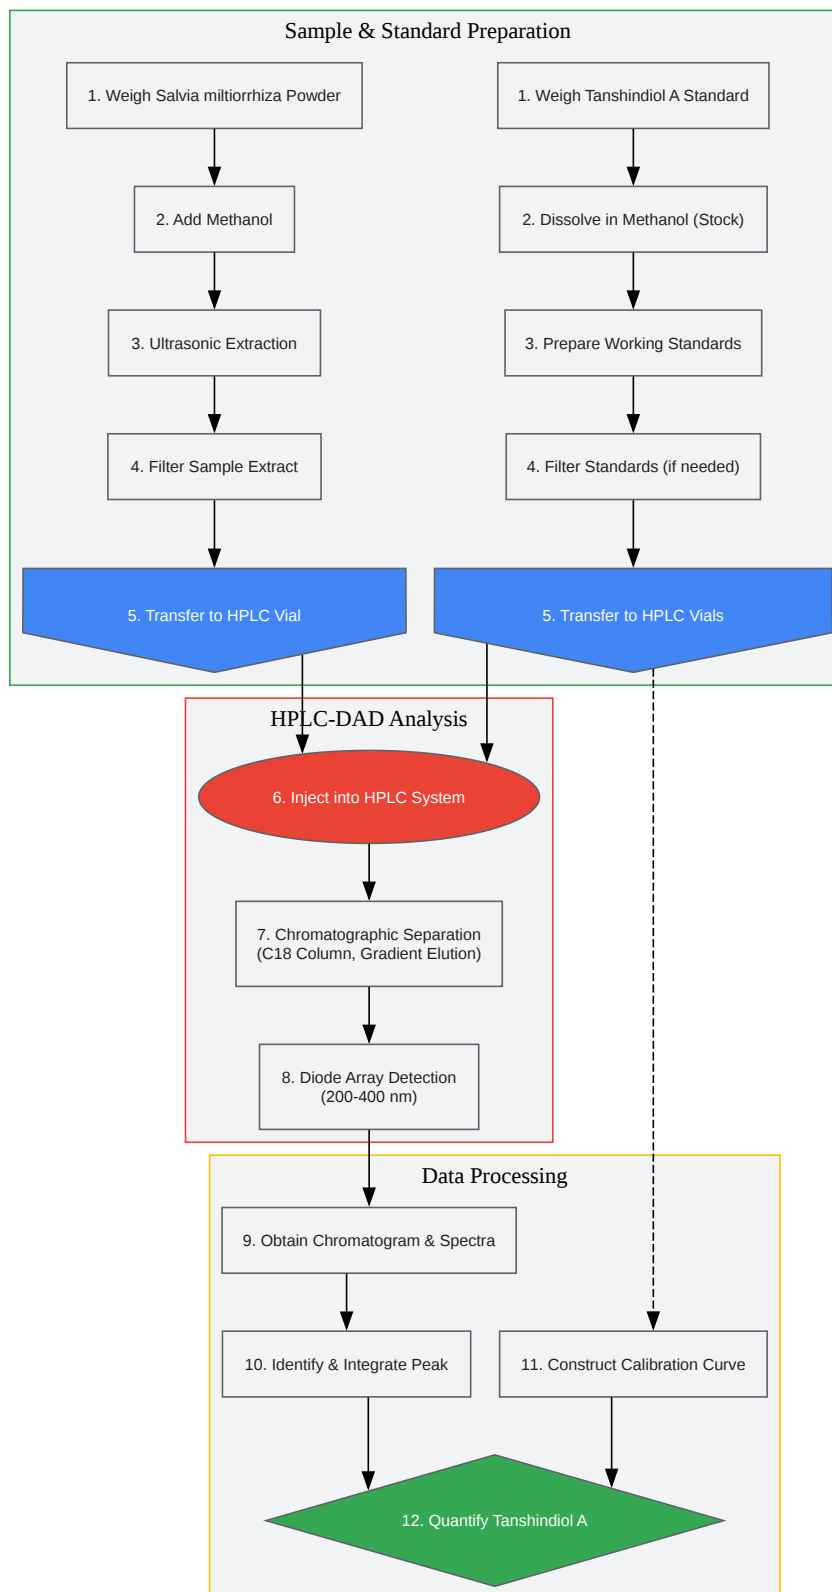 Sample & Standard Preparation
1. Weigh Salvia miltiorrhiza Powder
1. Weigh Tanshindiol A Standard
2. Add Methanol
2. Dissolve in Methanol (Stock)
3. Ultrasonic Extraction
3. Prepare Working Standards
4. Filter Sample Extract
4. Filter Standards (if needed)
5. Transfer to HPLC Vial
5. Transfer to HPLC Vials
HPLC-DAD Analysis
6. Inject into HPLC System
7. Chromatographic Separation
(C18 Column, Gradient Elution)
8. Diode Array Detection
(200-400 nm)
Data Processing
9. Obtain Chromatogram & Spectra
10. Identify & Integrate Peak
11. Construct Calibration Curve
12. Quantify Tanshindiol A